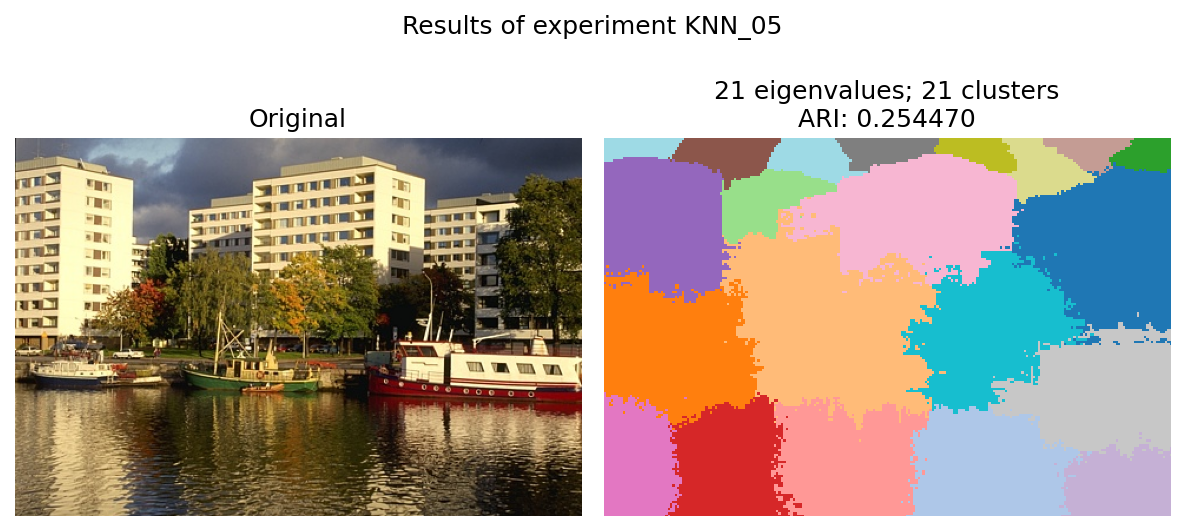 Results of experiment KNN_05
Original
21 eigenvalues; 21 clusters
ARI: 0.254470